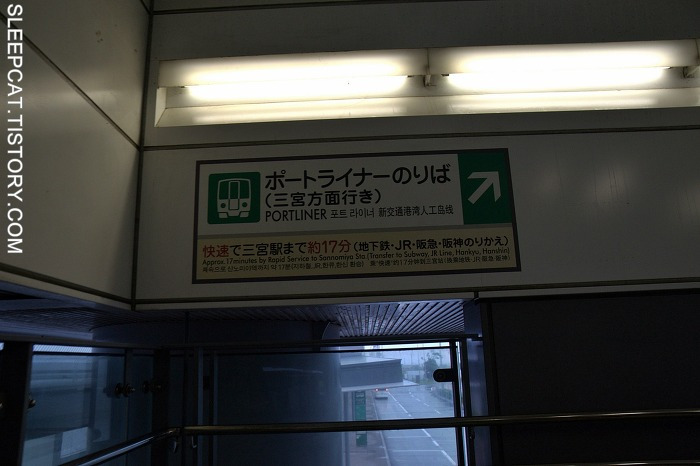 SLEEPCAT.TISTORY.COM
ポートライナーのりば
(三宮方面行き)
PORTLINER 포트 라이너 新交通港湾人工岛线
快速で三宮駅まで約17分(地下鉄・JR・阪急・阪神のりかえ)
Approx. 17minutes by Rapid Service to Sannomiya Sta.(Transfer to Subway, JR Line, Hankyu, Hanshin)